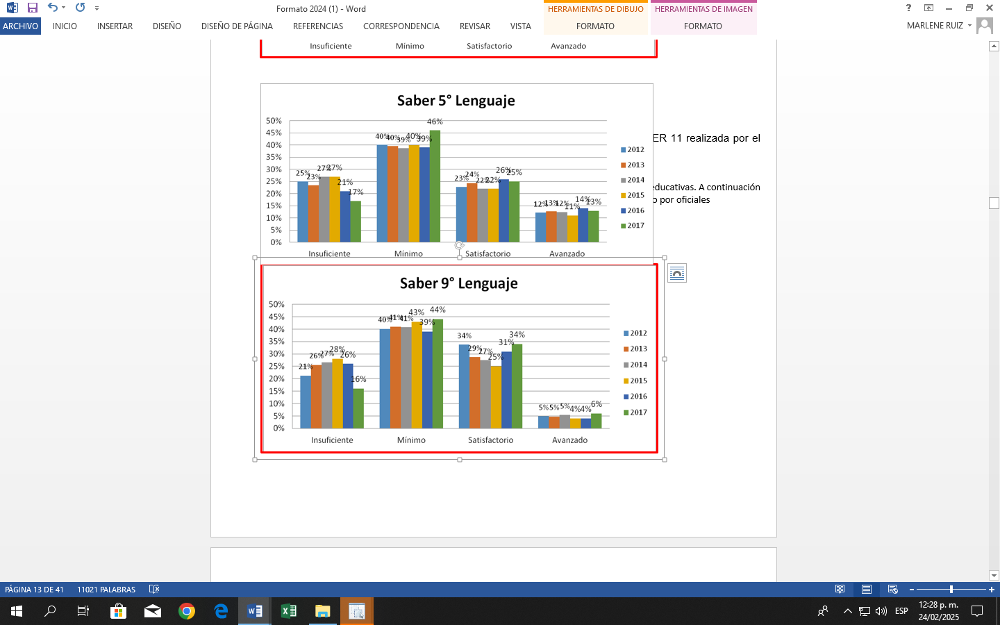 Formato 2024 (1) - Word
HERRAMIENTAS DE DIBUJO
HERRAMIENTAS DE IMAGEN
?
ARCHIVO
INICIO
INSERTAR
DISEÑO
DISEÑO DE PÁGINA
REFERENCIAS
CORRESPONDENCIA
REVISAR
VISTA
FORMATO
FORMATO
MARLENE RUIZ
Insuficiente Mínimo Satisfactorio Avanzado
Saber 5° Lenguaje
50%
45%
40%
35%
30%
25%
20%
15%
10%
5%
0%
25% 23% 27% 27% 21% 17%
40% 40% 39% 40% 39% 46%
23% 24% 22% 22% 26% 25%
12% 13% 12% 11% 14% 13%
Insuficiente Mínimo Satisfactorio Avanzado
2012
2013
2014
2015
2016
2017
ER 11 realizada por el
educativas. A continuación
o por oficiales
Saber 9° Lenguaje
50%
45%
40%
35%
30%
25%
20%
15%
10%
5%
0%
21% 26% 27% 28% 26% 16%
40% 41% 41% 43% 39% 44%
34% 29% 27% 25% 31% 34%
5% 5% 5% 4% 4% 6%
Insuficiente Mínimo Satisfactorio Avanzado
2012
2013
2014
2015
2016
2017
PÁGINA 13 DE 41
11021 PALABRAS
ESP
12:28 p. m.
24/02/2025